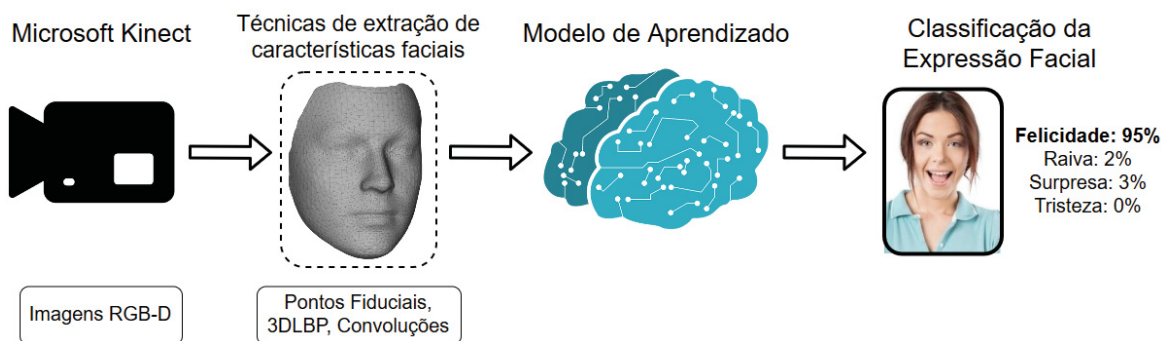 Microsoft Kinect
Técnicas de extração de
características faciais
Modelo de Aprendizado
Classificação da
Expressão Facial
Felicidade: 95%
Raiva: 2%
Surpresa: 3%
Tristeza: 0%
Imagens RGB-D
Pontos Fiduciais,
3DLBP, Convoluções